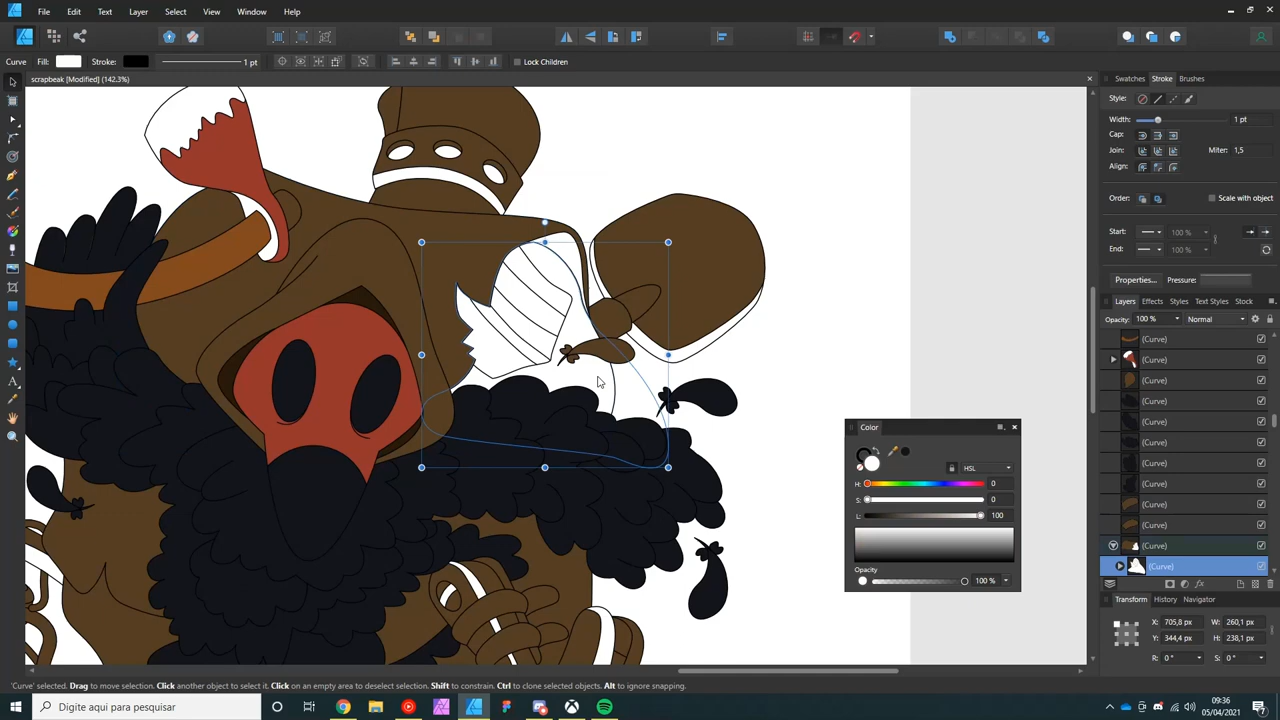 File Edit Text Layer Select View Window Help
Curve Fill: Stroke: 1 pt Lock Children
scrapbeak [Modified] (142.3%)
Swatches Stroke Brushes
Style:
Width: 1 pt
Cap:
Join: Miter: 1,5
Align:
Order: Scale with object
Start: 100 %
End: 100 %
Properties... Pressure:
Layers Effects Styles Text Styles Stock
Opacity: 100 % Normal
(Curve)
(Curve)
(Curve)
(Curve)
(Curve)
(Curve)
(Curve)
(Curve)
(Curve)
(Curve)
(Curve)
(Curve)
Color
HSL
H: 0
S: 0
L: 100
Opacity
100 %
Transform History Navigator
X: 705,8 px W: 260,1 px
Y: 344,4 px H: 238,1 px
R: 0 ° S: 0 °
'Curve' selected. Drag to move selection. Click another object to select it. Click on an empty area to deselect selection. Shift to constrain. Ctrl to clone selected objects. Alt to ignore snapping.
Digite aqui para pesquisar
09:36
05/04/2021